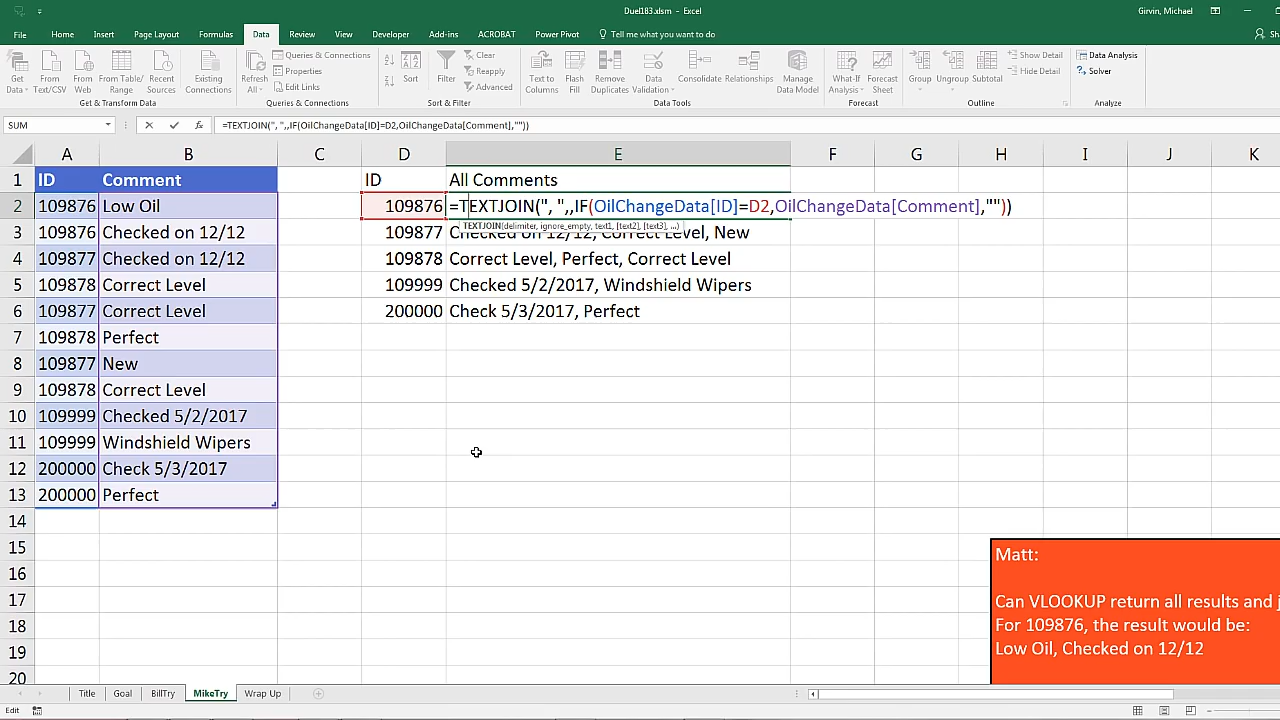 Duel183.xlsm - Excel
Girvin, Michael
File Home Insert Page Layout Formulas Data Review View Developer Add-ins ACROBAT Power Pivot Tell me what you want to do
Get Data
From Text/CSV
From Web
From Table/ Range
Recent Sources
Existing Connections
Get & Transform Data
Refresh All
Queries & Connections
Properties
Edit Links
Queries & Connections
Sort
Filter
Clear
Reapply
Advanced
Sort & Filter
Text to Columns
Flash Fill
Remove Duplicates
Data Validation
Consolidate
Relationships
Manage Data Model
Data Tools
What-If Analysis
Forecast Sheet
Forecast
Group
Ungroup
Subtotal
Show Detail
Hide Detail
Outline
Data Analysis
Solver
Analyze
SUM
fx
=TEXTJOIN(", ",,IF(OilChangeData[ID]=D2,OilChangeData[Comment],""))
A B C D E F G H I J K
1 ID Comment ID All Comments
2 109876 Low Oil 109876 =TEXTJOIN(", ",,IF(OilChangeData[ID]=D2,OilChangeData[Comment],""))
TEXTJOIN(delimiter, ignore_empty, text1, [text2], [text3], ...)
3 109876 Checked on 12/12 109877 Checked on 12/12, Correct Level, New
4 109877 Checked on 12/12 109878 Correct Level, Perfect, Correct Level
5 109878 Correct Level 109999 Checked 5/2/2017, Windshield Wipers
6 109877 Correct Level 200000 Check 5/3/2017, Perfect
7 109878 Perfect
8 109877 New
9 109878 Correct Level
10 109999 Checked 5/2/2017
11 109999 Windshield Wipers
12 200000 Check 5/3/2017
13 200000 Perfect
14
15
16
17
18
19
20
Matt:
Can VLOOKUP return all results and
For 109876, the result would be:
Low Oil, Checked on 12/12
Title Goal BillTry MikeTry Wrap Up
Edit